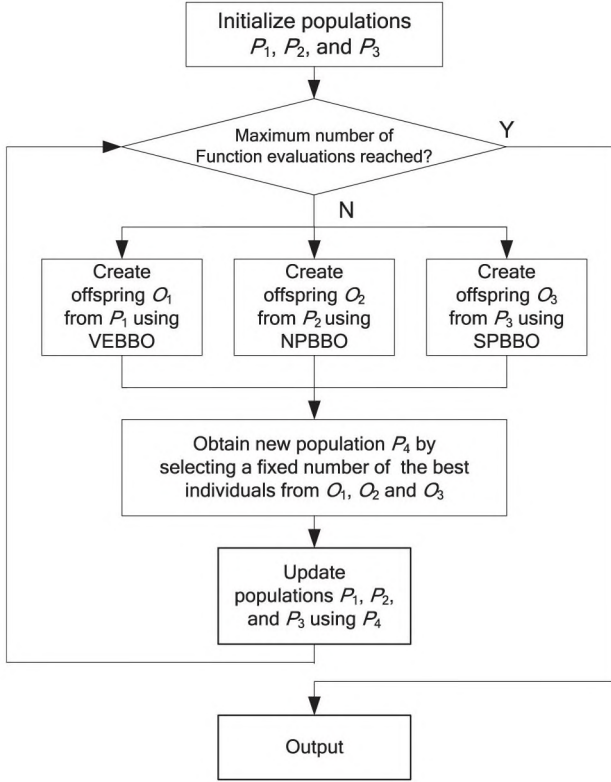 Initialize populations
P1, P2, and P3
Maximum number of
Function evaluations reached?
Y
N
Create
offspring O1
from P1 using
VEBBO
Create
offspring O2
from P2 using
NPBBO
Create
offspring O3
from P3 using
SPBBO
Obtain new population P4 by
selecting a fixed number of the best
individuals from O1, O2 and O3
Update
populations P1, P2,
and P3 using P4
Output